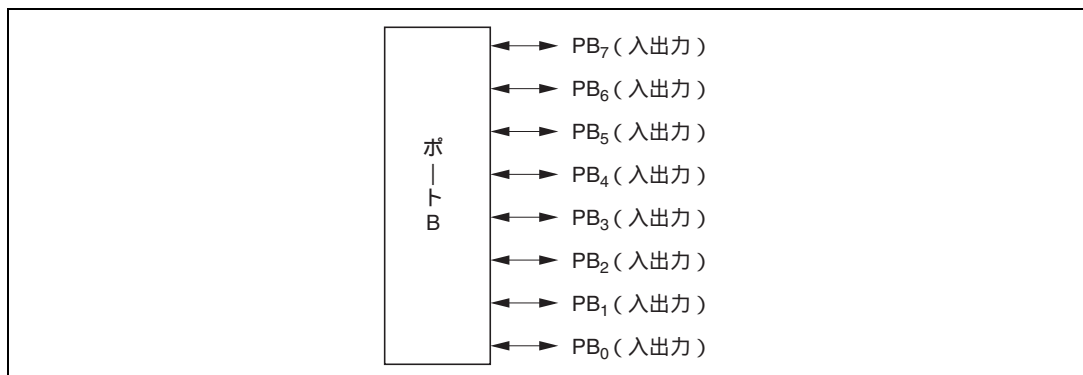 ポートB
PB₇ ( 入出力 )
PB₆ ( 入出力 )
PB₅ ( 入出力 )
PB₄ ( 入出力 )
PB₃ ( 入出力 )
PB₂ ( 入出力 )
PB₁ ( 入出力 )
PB₀ ( 入出力 )